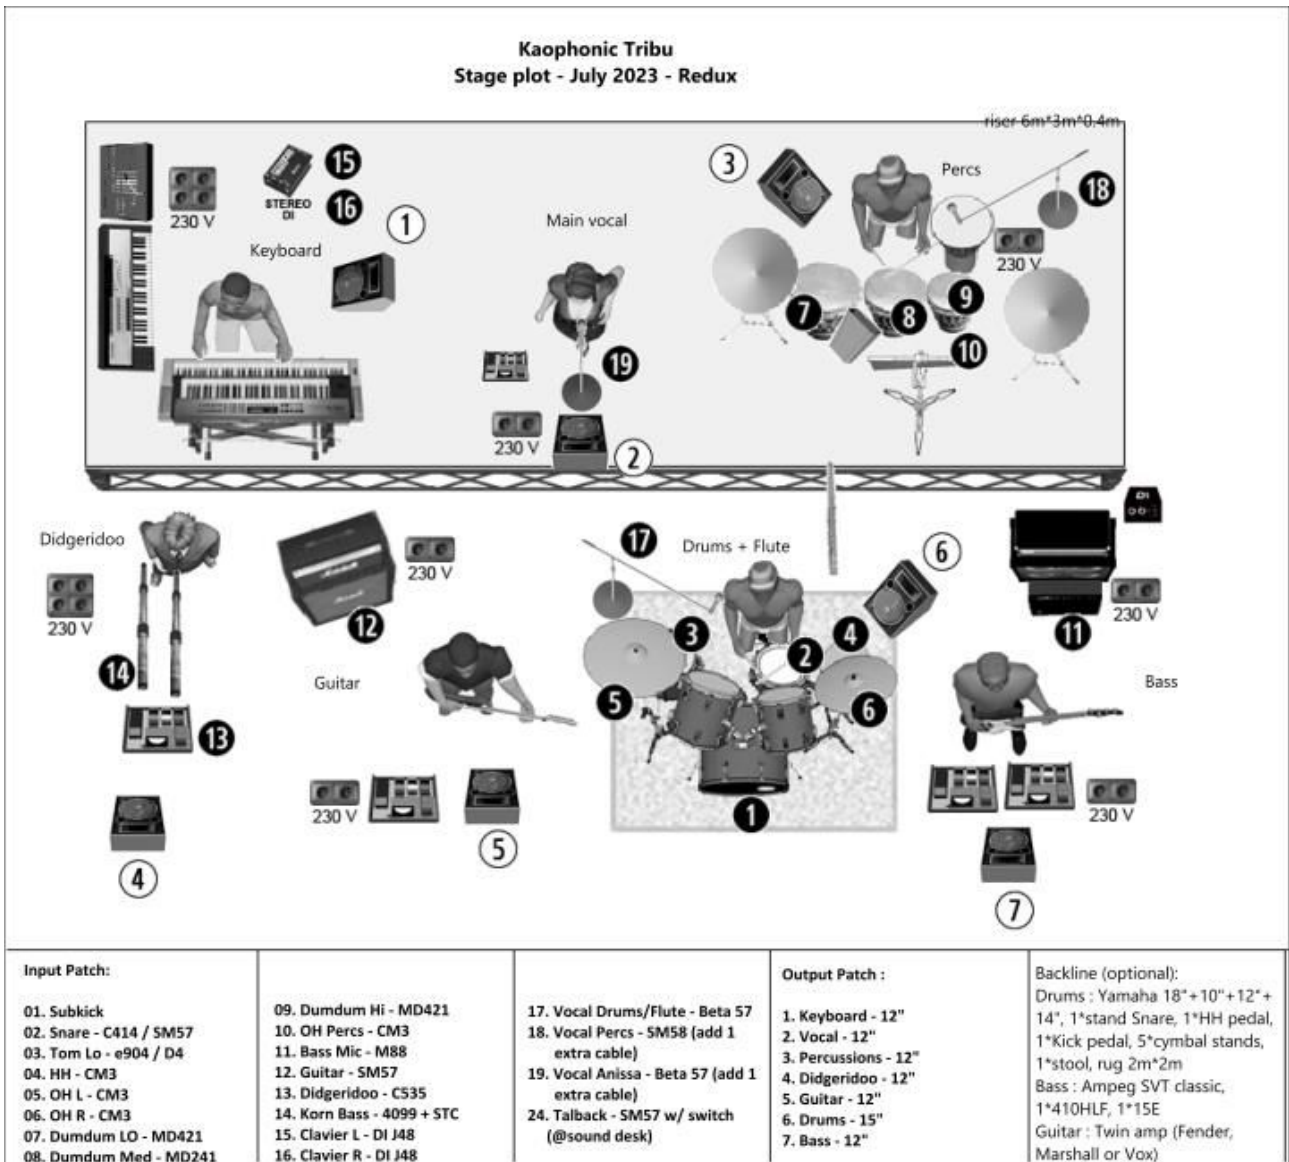 Kaophonic Tribu
Stage plot - July 2023 - Redux
riser 6m*3m*0.4m
15
3
Percs
18
230 V
STEREO
DI
16
1
Main vocal
Keyboard
230 V
7
8
9
10
19
230 V
2
DI
Didgeridoo
17
Drums + Flute
6
230 V
230 V
12
230 V
11
3
2
4
14
Guitar
Bass
5
6
13
230 V
1
230 V
5
4
7
Input Patch:
01. Subkick
02. Snare - C414 / SM57
03. Tom Lo - e904 / D4
04. HH - CM3
05. OH L - CM3
06. OH R - CM3
07. Dumdum LO - MD421
08. Dumdum Med - MD241
09. Dumdum Hi - MD421
10. OH Percs - CM3
11. Bass Mic - M88
12. Guitar - SM57
13. Didgeridoo - C535
14. Korn Bass - 4099 + STC
15. Clavier L - DI J48
16. Clavier R - DI J48
17. Vocal Drums/Flute - Beta 57
18. Vocal Percs - SM58 (add 1
extra cable)
19. Vocal Anissa - Beta 57 (add 1
extra cable)
24. Talback - SM57 w/ switch
(@sound desk)
Output Patch :
1. Keyboard - 12"
2. Vocal - 12"
3. Percussions - 12"
4. Didgeridoo - 12"
5. Guitar - 12"
6. Drums - 15"
7. Bass - 12"
Backline (optional):
Drums : Yamaha 18"+10"+12"+
14", 1*stand Snare, 1*HH pedal,
1*Kick pedal, 5*cymbal stands,
1*stool, rug 2m*2m
Bass : Ampeg SVT classic,
1*410HLF, 1*15E
Guitar : Twin amp (Fender,
Marshall or Vox)